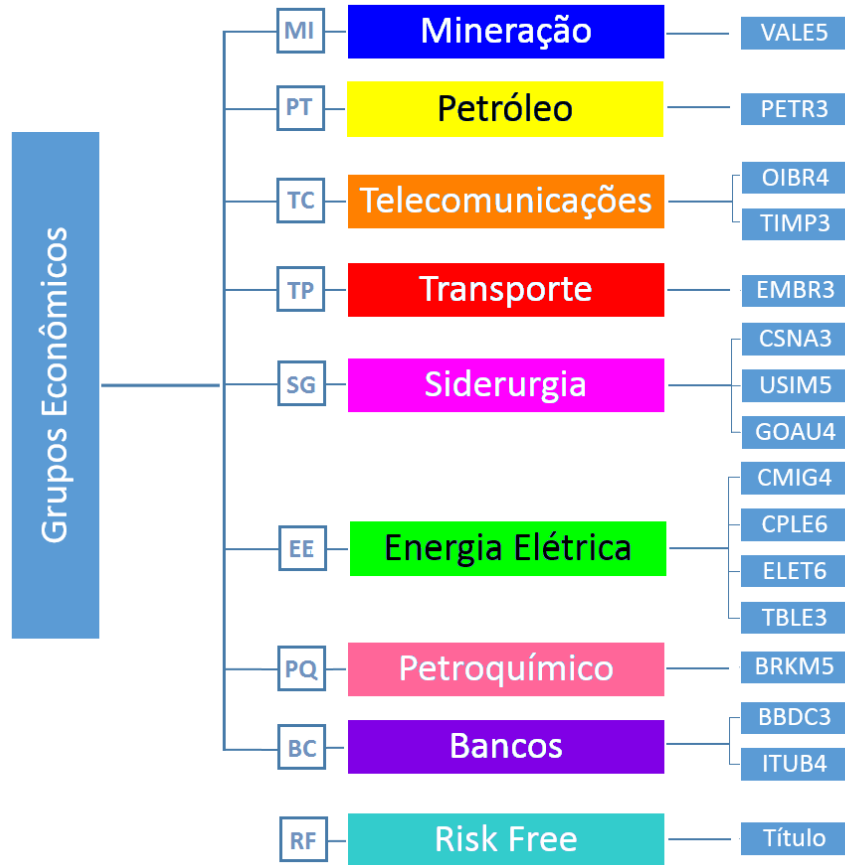 Grupos Econômicos
MI
Mineração
VALE5
PT
Petróleo
PETR3
TC
Telecomunicações
OIBR4
TIMP3
TP
Transporte
EMBR3
SG
Siderurgia
CSNA3
USIM5
GOAU4
EE
Energia Elétrica
CMIG4
CPLE6
ELET6
TBLE3
PQ
Petroquímico
BRKM5
BC
Bancos
BBDC3
ITUB4
RF
Risk Free
Título